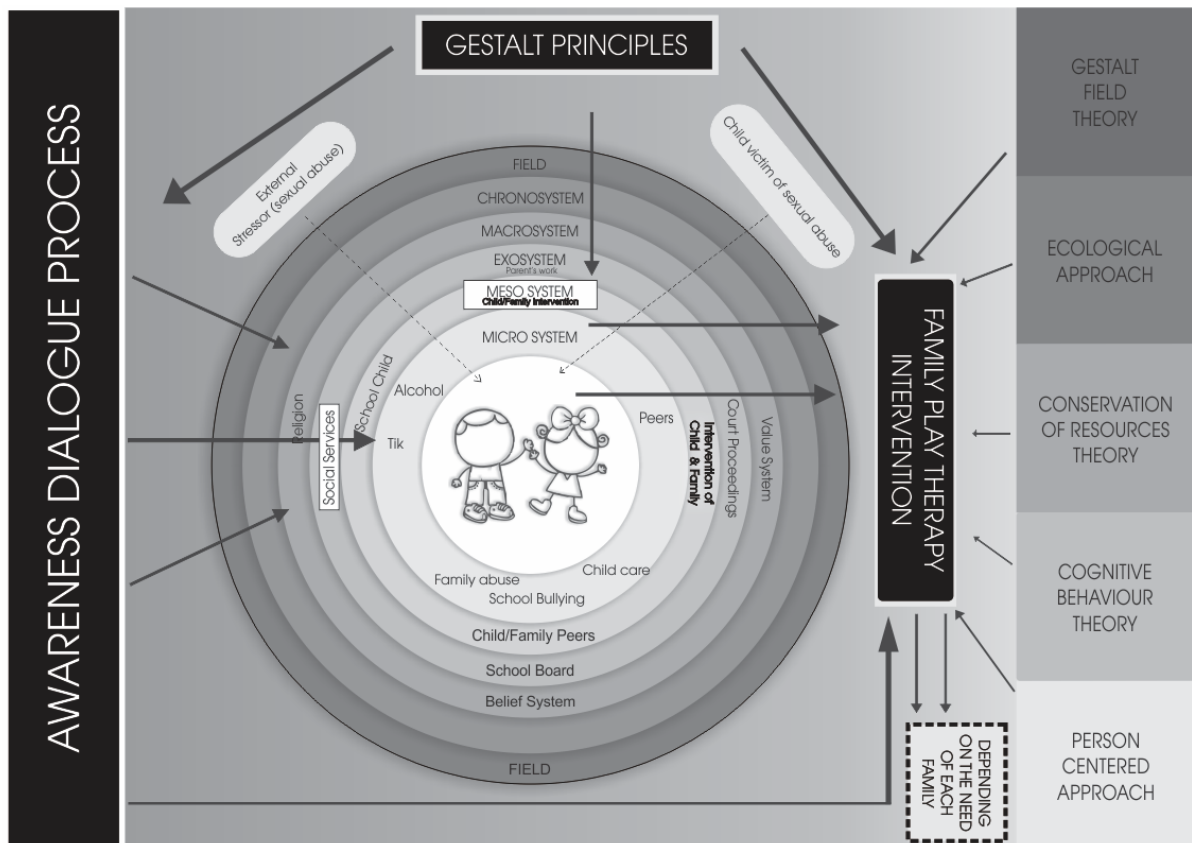 AWARENESS DIALOGUE PROCESS
GESTALT PRINCIPLES
External
Stressor (sexual abuse)
Child victim of sexual abuse
FIELD
CHRONOSYSTEM
MACROSYSTEM
EXOSYSTEM
Parent's work
MESO SYSTEM
Child/Family Intervention
MICRO SYSTEM
Religion
Social Services
School Child
Alcohol
Tik
Peers
Intervention of
Child & Family
Court Proceedings
Value System
Family abuse
Child care
School Bullying
Child/Family Peers
School Board
Belief System
FIELD
FAMILY PLAY THERAPY
INTERVENTION
DEPENDING
ON THE NEED
OF EACH
FAMILY
GESTALT
FIELD
THEORY
ECOLOGICAL
APPROACH
CONSERVATION
OF RESOURCES
THEORY
COGNITIVE
BEHAVIOUR
THEORY
PERSON
CENTERED
APPROACH